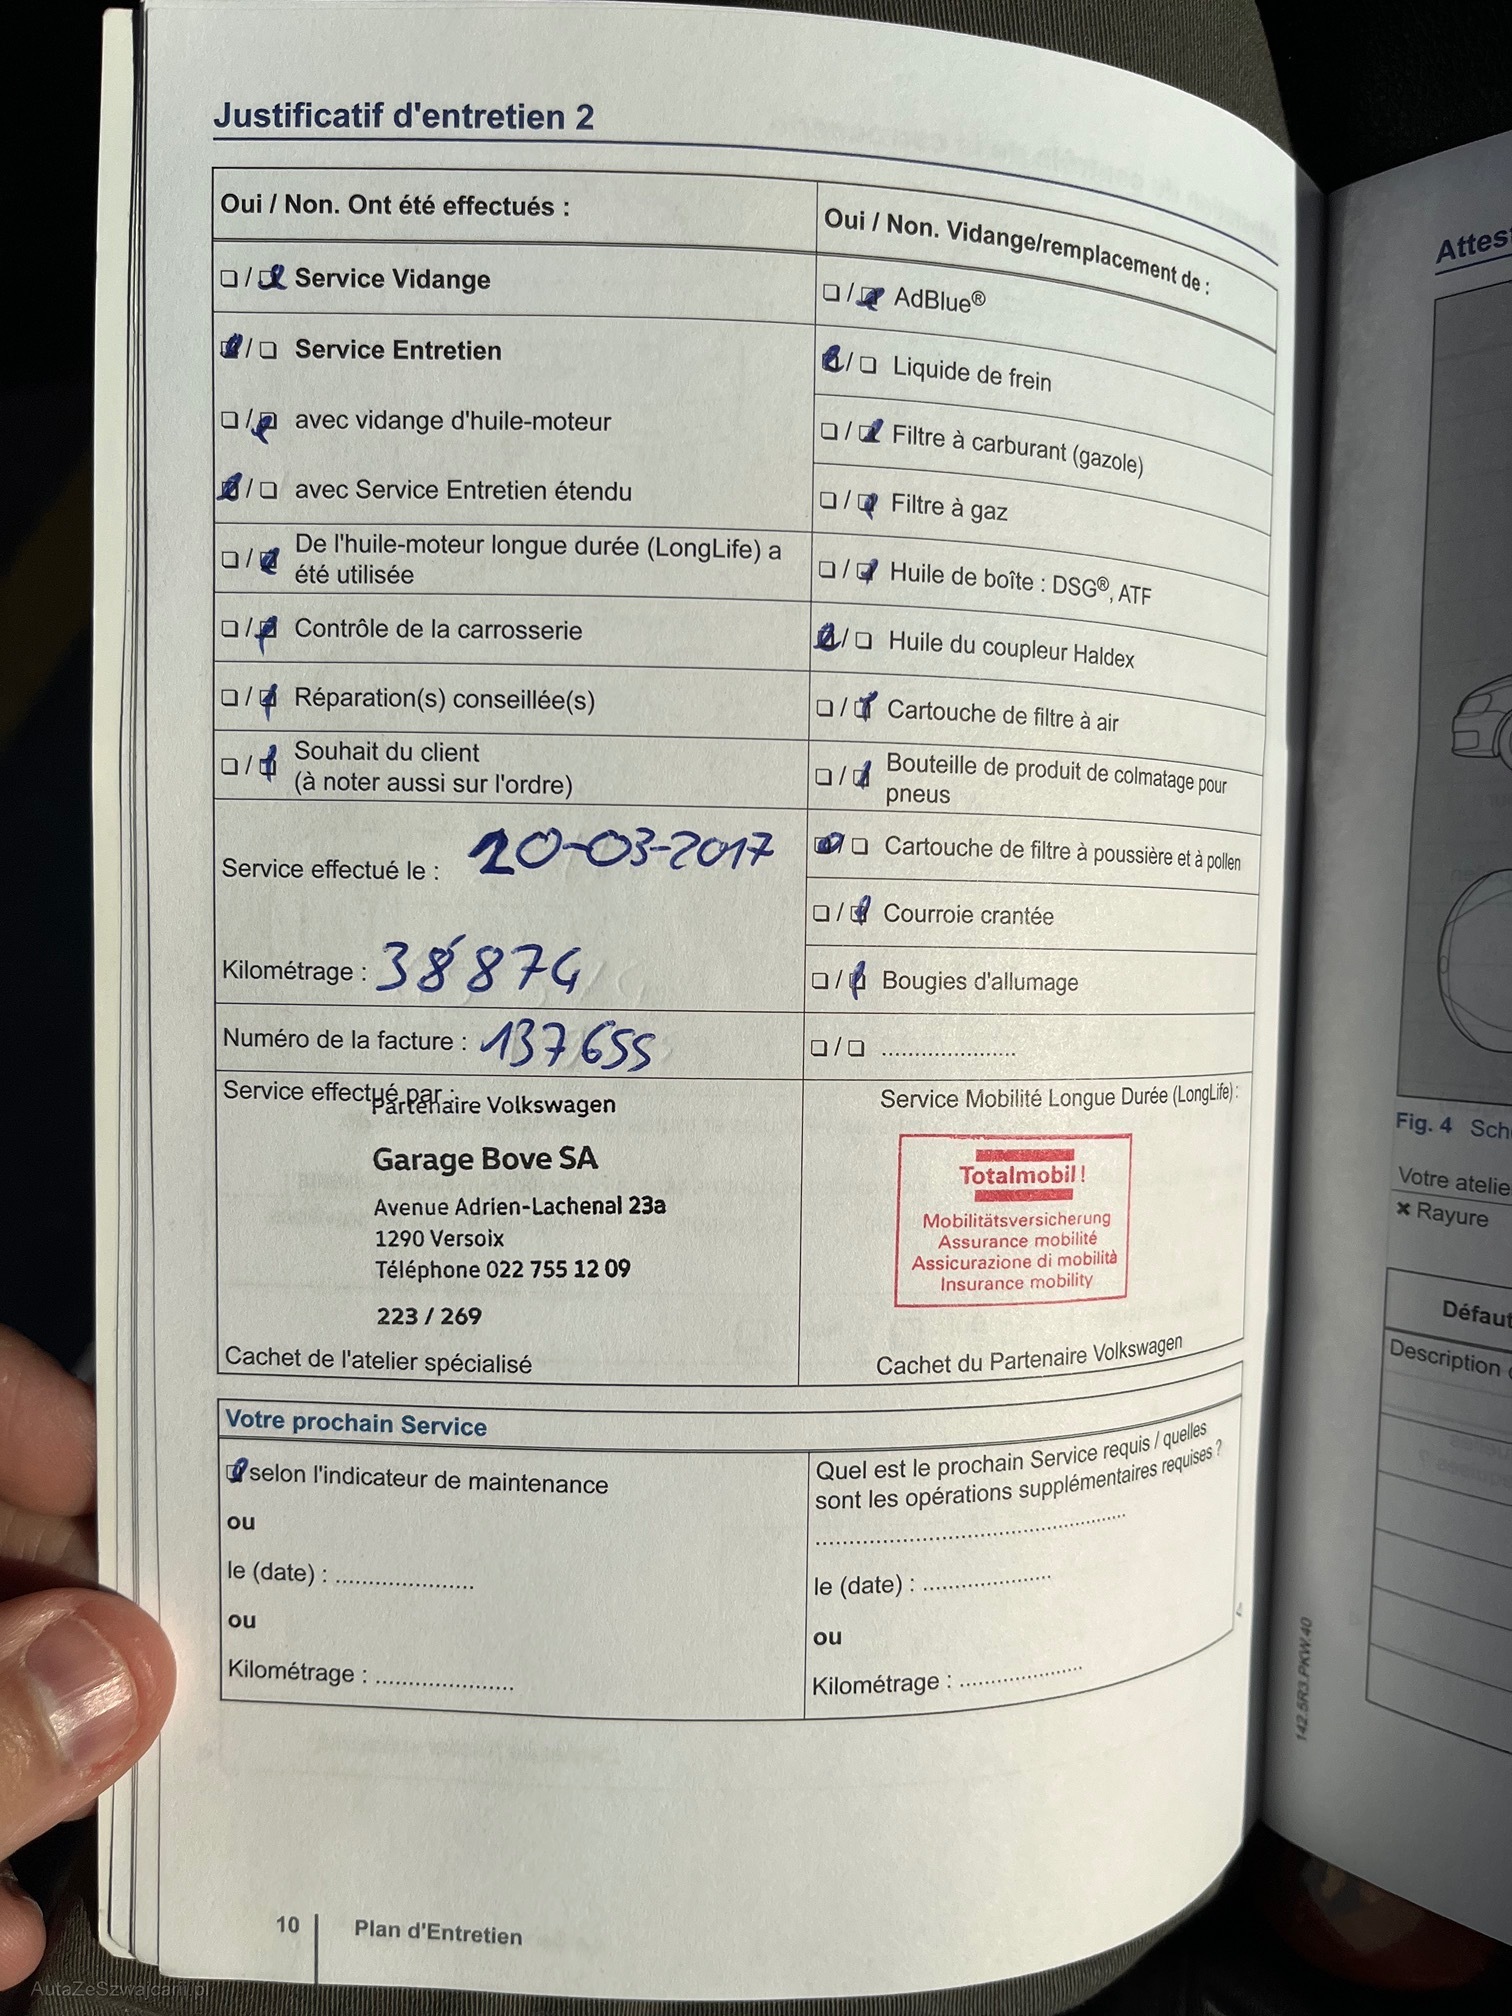 Justificatif d'entretien 2
Oui / Non. Ont été effectués :
❏ / ❏ Service Vidange
❏ / ❏ Service Entretien
❏ / ❏ avec vidange d'huile-moteur
❏ / ❏ avec Service Entretien étendu
❏ / ❏ De l'huile-moteur longue durée (LongLife) a
été utilisée
❏ / ❏ Contrôle de la carrosserie
❏ / ❏ Réparation(s) conseillée(s)
❏ / ❏ Souhait du client
(à noter aussi sur l'ordre)
Service effectué le : 20-03-2017
Kilométrage : 38874
Numéro de la facture : 137655
Service effectué par :
Partenaire Volkswagen
Garage Bove SA
Avenue Adrien-Lachenal 23a
1290 Versoix
Téléphone 022 755 12 09
223 / 269
Cachet de l'atelier spécialisé
Oui / Non. Vidange/remplacement de :
❏ / ❏ AdBlue®
❏ / ❏ Liquide de frein
❏ / ❏ Filtre à carburant (gazole)
❏ / ❏ Filtre à gaz
❏ / ❏ Huile de boîte : DSG®, ATF
❏ / ❏ Huile du coupleur Haldex
❏ / ❏ Cartouche de filtre à air
❏ / ❏ Bouteille de produit de colmatage pour
pneus
❏ / ❏ Cartouche de filtre à poussière et à pollen
❏ / ❏ Courroie crantée
❏ / ❏ Bougies d'allumage
❏ / ❏ ....................
Service Mobilité Longue Durée (LongLife) :
Totalmobil !
Mobilitätsversicherung
Assurance mobilité
Assicurazione di mobilità
Insurance mobility
Cachet du Partenaire Volkswagen
Votre prochain Service
❏ selon l'indicateur de maintenance
ou
le (date) : .....................
ou
Kilométrage : .....................
Quel est le prochain Service requis / quelles
sont les opérations supplémentaires requises ?
...............................................
le (date) : ...................
ou
Kilométrage : ...................
10 Plan d'Entretien
142.5R3.PKW.40
Attes
Fig. 4 Sch
Votre atelie
✖ Rayure
Défaut
Description
AutaZeSzwajcarii.pl